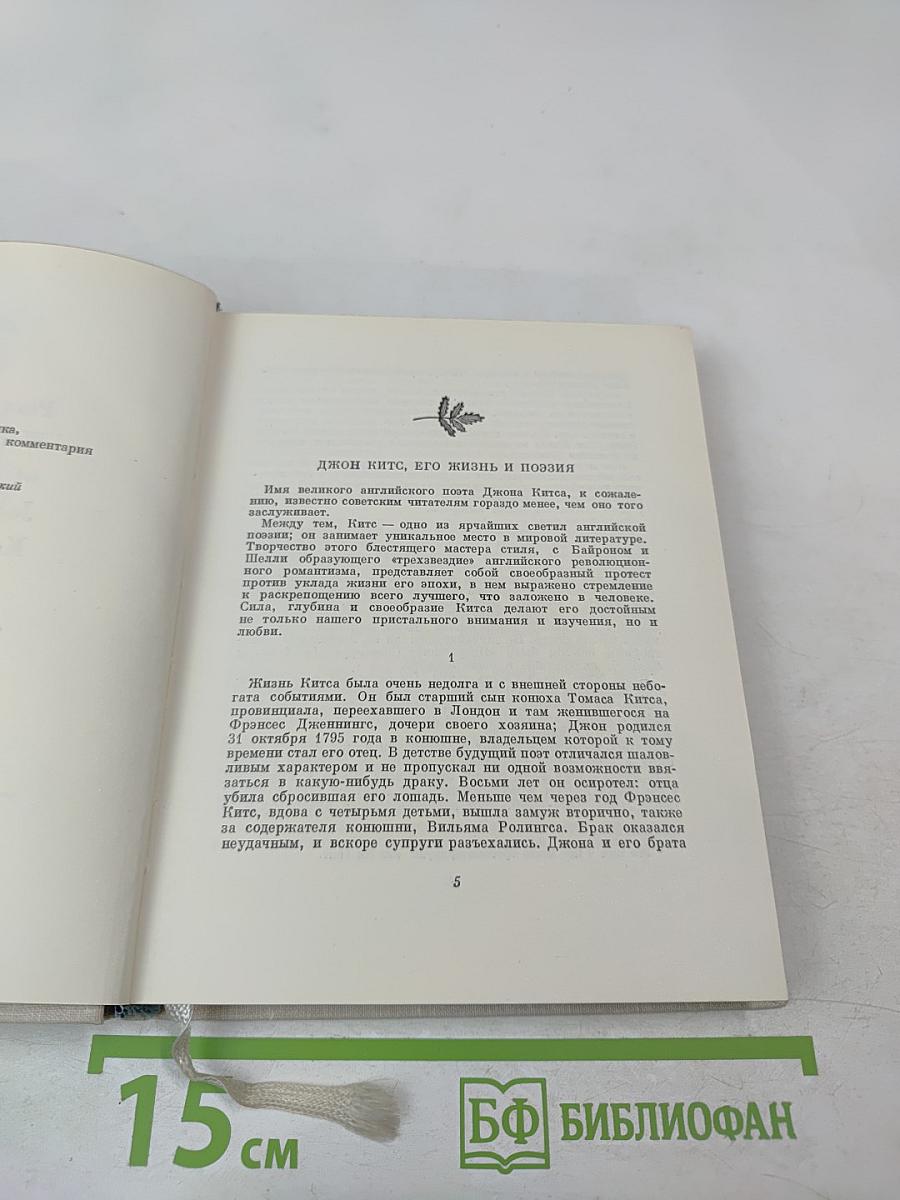 ка,
комментария
кий
ДЖОН КИТС, ЕГО ЖИЗНЬ И ПОЭЗИЯ
Имя великого английского поэта Джона Китса, к сожале-
нию, известно советским читателям гораздо менее, чем оно того
заслуживает.
Между тем, Китс — одно из ярчайших светил английской
поэзии; он занимает уникальное место в мировой литературе.
Творчество этого блестящего мастера стиля, с Байроном и
Шелли образующего «трехзвездие» английского революцион-
ного романтизма, представляет собой своеобразный протест
против уклада жизни его эпохи, в нем выражено стремление
к раскрепощению всего лучшего, что заложено в человеке.
Сила, глубина и своеобразие Китса делают его достойным
не только нашего пристального внимания и изучения, но и
любви.
1
Жизнь Китса была очень недолга и с внешней стороны небо-
гата событиями. Он был старший сын конюха Томаса Китса,
провинциала, переехавшего в Лондон и там женившегося на
Фрэнсес Дженнингс, дочери своего хозяина; Джон родился
31 октября 1795 года в конюшне, владельцем которой к тому
времени стал его отец. В детстве будущий поэт отличался шалов-
ливым характером и не пропускал ни одной возможности ввя-
заться в какую-нибудь драку. Восьми лет он осиротел: отца
убила сбросившая его лошадь. Меньше чем через год Фрэнсес
Китс, вдова с четырьмя детьми, вышла замуж вторично, также
за содержателя конюшни, Вильяма Ролингса. Брак оказался
неудачным, и вскоре супруги разъехались. Джона и его брата
5
15 см
БФ БИБЛИОФАН